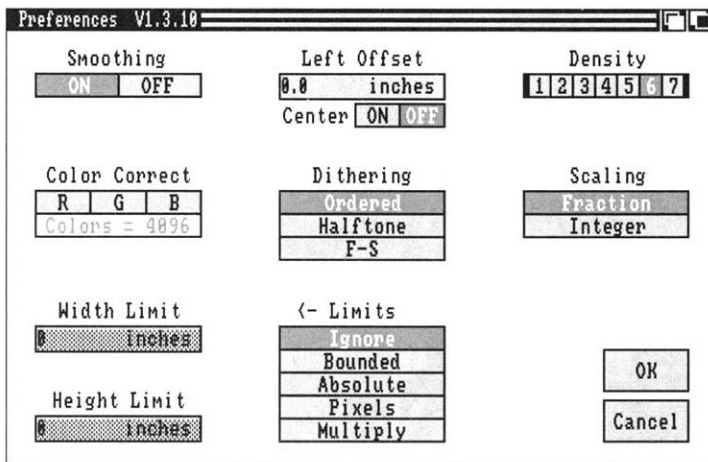 Preferences V1.3.10
Smoothing
ON OFF
Left Offset
0.0 inches
Center ON OFF
Density
1 2 3 4 5 6 7
Color Correct
R G B
Colors = 4096
Dithering
Ordered
Halftone
F-S
Scaling
Fraction
Integer
Width Limit
0 inches
Height Limit
0 inches
<- Limits
Ignore
Bounded
Absolute
Pixels
Multiply
OK
Cancel